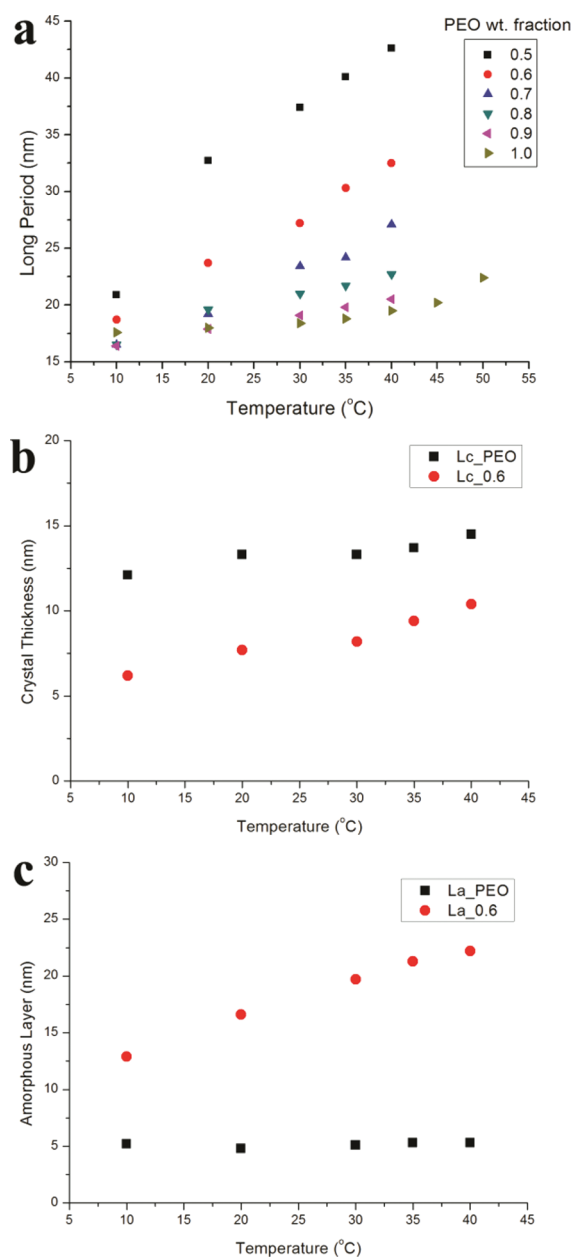 a
PEO wt. fraction
0.5
0.6
0.7
0.8
0.9
1.0
45
40
35
30
25
20
15
Long Period (nm)
5 10 15 20 25 30 35 40 45 50 55
Temperature (°C)
b
Lc_PEO
Lc_0.6
20
15
10
5
0
Crystal Thickness (nm)
5 10 15 20 25 30 35 40 45
Temperature (°C)
c
La_PEO
La_0.6
30
25
20
15
10
5
0
Amorphous Layer (nm)
5 10 15 20 25 30 35 40 45
Temperature (°C)